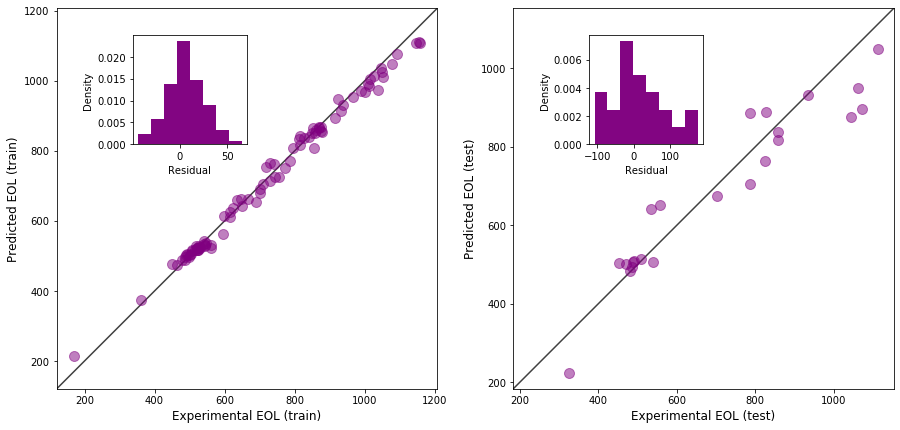 1200
1000
800
600
400
200
Predicted EOL (train)
200 400 600 800 1000 1200
Experimental EOL (train)
0.020
0.015
0.010
0.005
0.000
Density
0 50
Residual
1000
800
600
400
200
Predicted EOL (test)
200 400 600 800 1000
Experimental EOL (test)
0.006
0.004
0.002
0.000
Density
−100 0 100
Residual